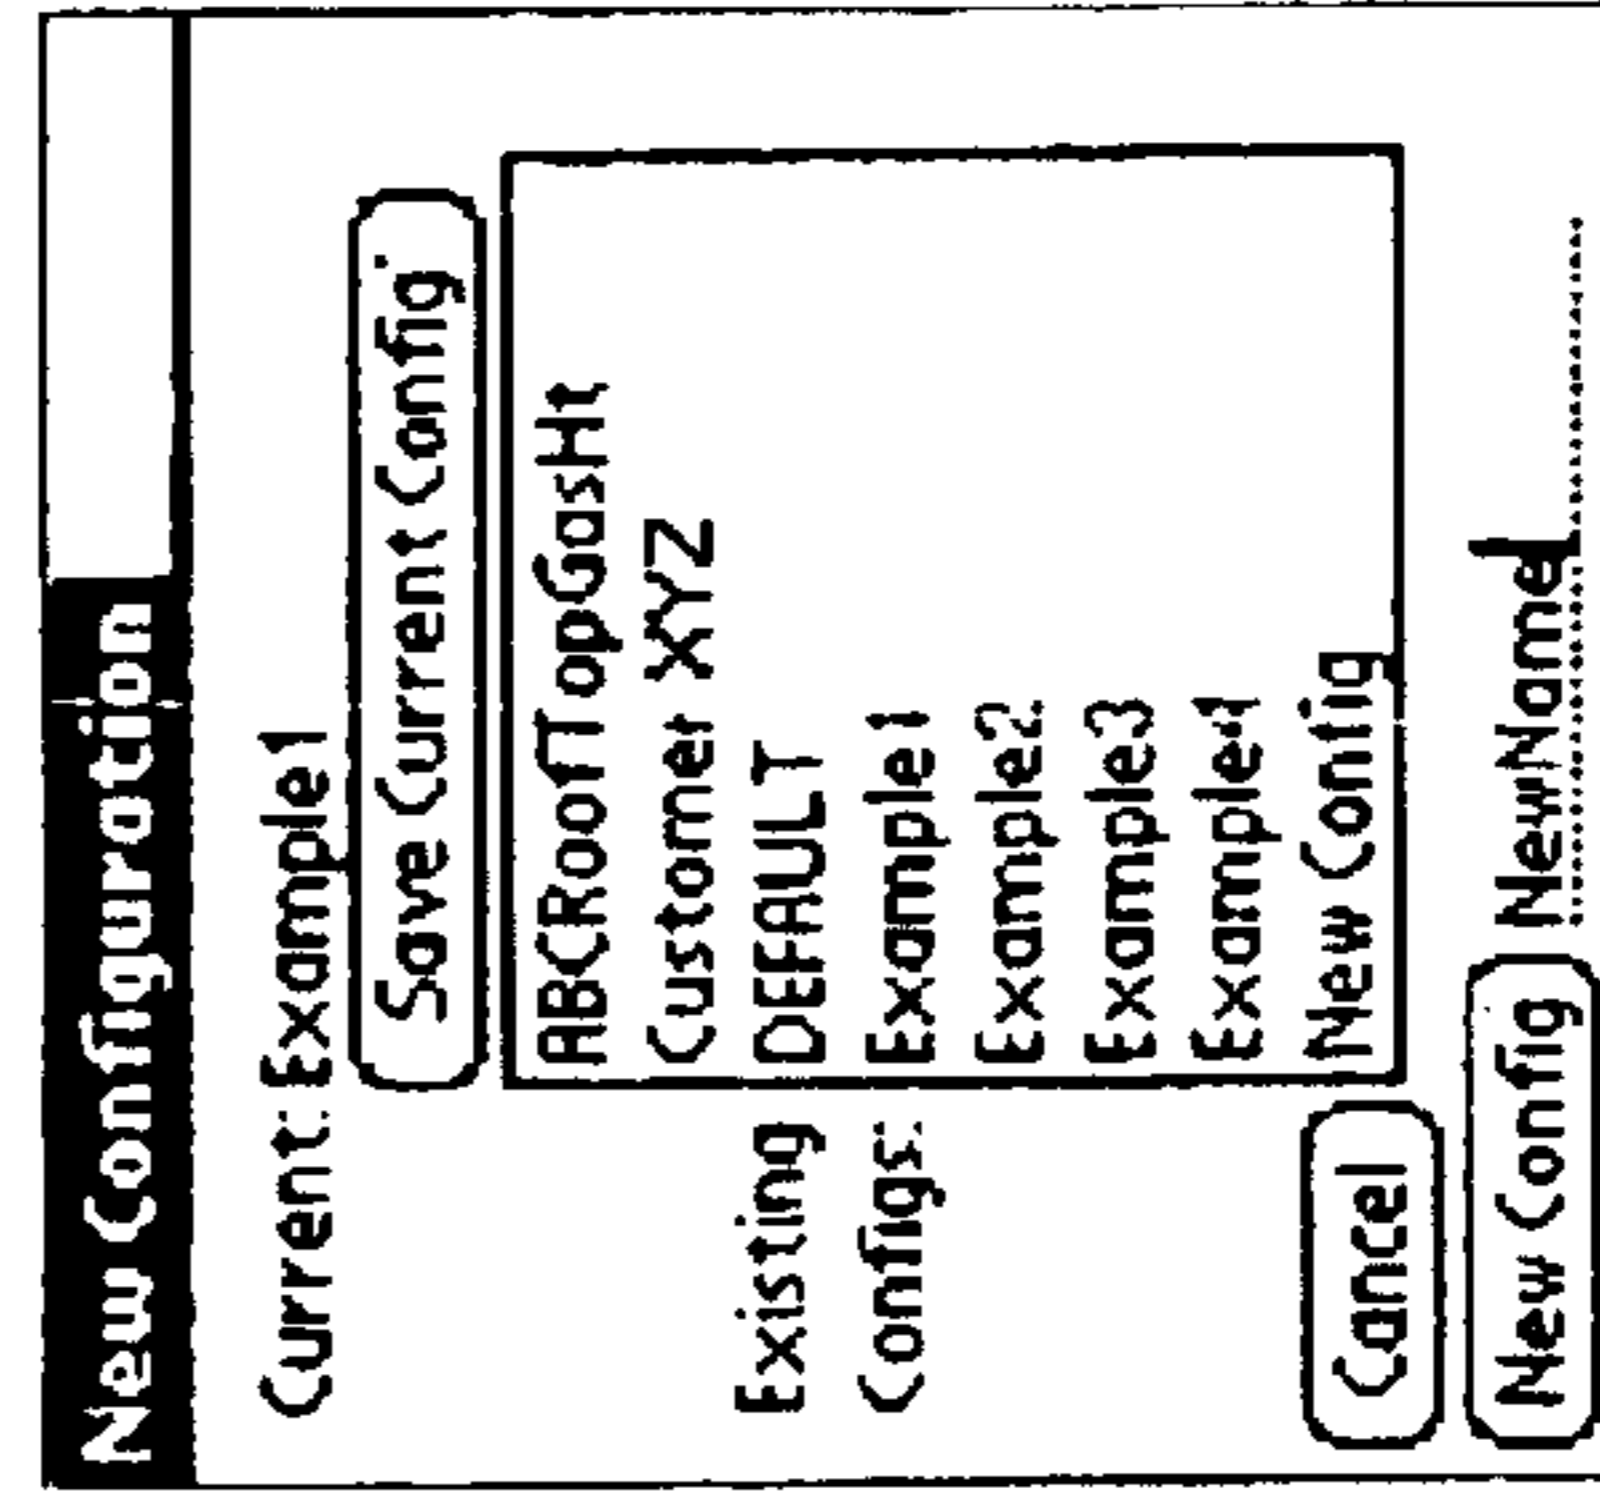 New Configuration
Current: Example1
Save Current Config
Existing
Configs:
ABCRoofTopGasHt
Customer XYZ
DEFAULT
Example1
Example2
Example3
Example4
New Config
Cancel
New Config NewName